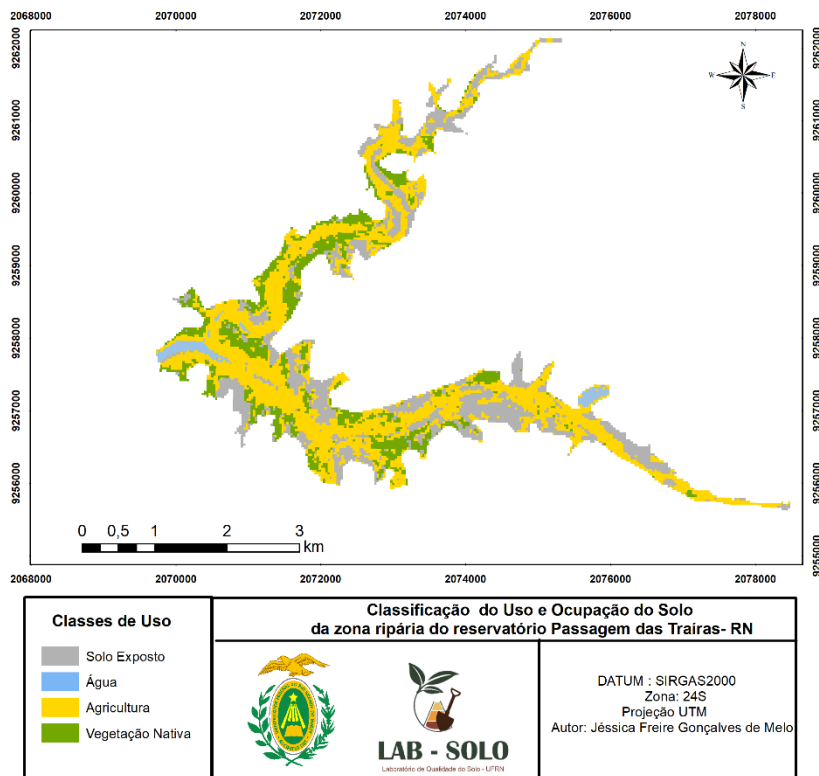 2068000 2070000 2072000 2074000 2076000 2078000
9262000 9262000
9261000 9261000
9260000 9260000
9259000 9259000
9258000 9258000
9257000 9257000
9256000 9256000
9255000
N
W E
S
0 0,5 1 2 3
km
2068000 2070000 2072000 2074000 2076000 2078000
Classes de Uso
Solo Exposto
Água
Agricultura
Vegetação Nativa
Classificação do Uso e Ocupação do Solo
da zona ripária do reservatório Passagem das Traíras- RN
LAB - SOLO
Laboratório de Qualidade do Solo - UFRN
DATUM : SIRGAS2000
Zona: 24S
Projeção UTM
Autor: Jéssica Freire Gonçalves de Melo